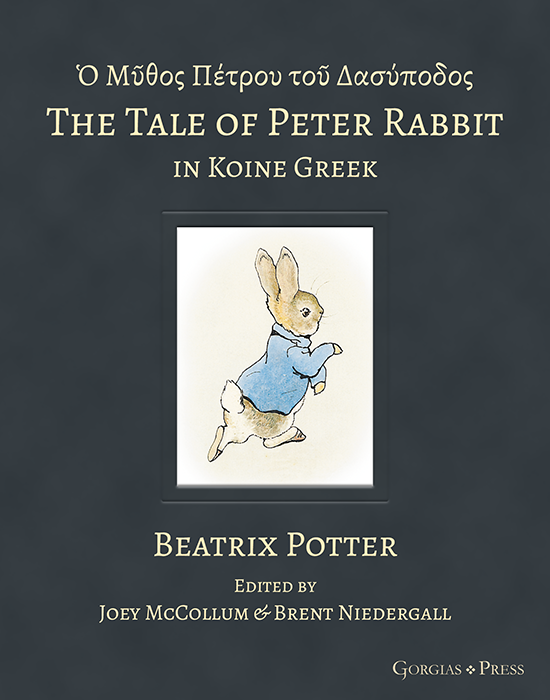 Ὁ Μῦθος Πέτρου τοῦ Δασύποδος
The Tale of Peter Rabbit
in Koine Greek
Beatrix Potter
Edited by
Joey McCollum & Brent Niedergall
Gorgias ❖ Press